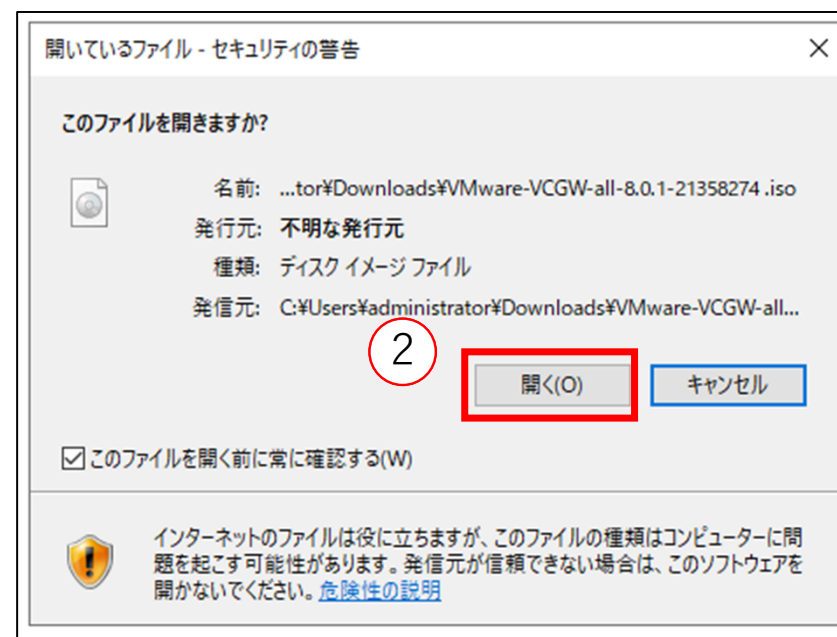 開いているファイル - セキュリティの警告
このファイルを開きますか?
名前: ...tor¥Downloads¥VMware-VCGW-all-8.0.1-21358274 .iso
発行元: 不明な発行元
種類: ディスク イメージ ファイル
発信元: C:¥Users¥administrator¥Downloads¥VMware-VCGW-all...
②
開く(O) キャンセル
このファイルを開く前に常に確認する(W)
インターネットのファイルは役に立ちますが、このファイルの種類はコンピューターに問
題を起こす可能性があります。発信元が信頼できない場合は、このソフトウェアを
開かないでください。危険性の説明